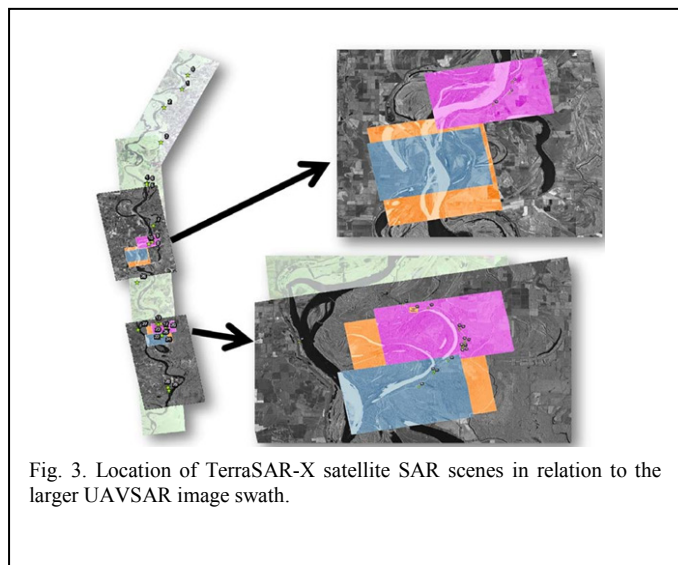 Fig. 3. Location of TerraSAR-X satellite SAR scenes in relation to the
larger UAVSAR image swath.